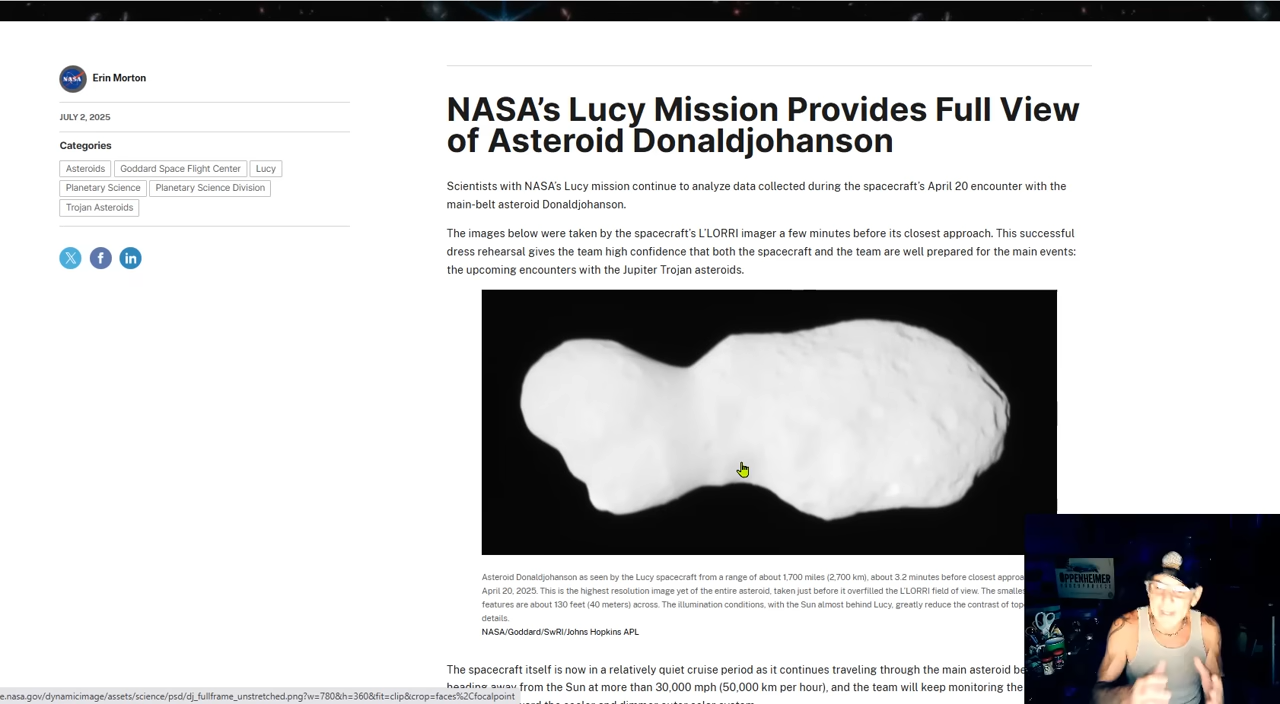 NASA
Erin Morton
JULY 2, 2025
Categories
Asteroids
Goddard Space Flight Center
Lucy
Planetary Science
Planetary Science Division
Trojan Asteroids
NASA's Lucy Mission Provides Full View
of Asteroid Donaldjohanson
Scientists with NASA's Lucy mission continue to analyze data collected during the spacecraft's April 20 encounter with the
main-belt asteroid Donaldjohanson.
The images below were taken by the spacecraft's L'LORRI imager a few minutes before its closest approach. This successful
dress rehearsal gives the team high confidence that both the spacecraft and the team are well prepared for the main events:
the upcoming encounters with the Jupiter Trojan asteroids.
Asteroid Donaldjohanson as seen by the Lucy spacecraft from a range of about 1,700 miles (2,700 km), about 3.2 minutes before closest
April 20, 2025. This is the highest resolution image yet of the entire asteroid, taken just before it overfilled the L'LORRI field of view. The
features are about 130 feet (40 meters) across. The illumination conditions, with the Sun almost behind Lucy, greatly reduce the contrast of
details.
NASA/Goddard/SwRI/Johns Hopkins APL
The spacecraft itself is now in a relatively quiet cruise period as it continues traveling through the main asteroid
heading away from the Sun at more than 30,000 mph (50,000 km per hour), and the team will keep monitoring the
toward the cooler and dimmer outer solar system.
e.nasa.gov/dynamicimage/assets/science/psd/dj_fullframe_unstretched.png?w=780&h=360&fit=clip&crop=faces%2Cfocalpoint
OPPENHEIMER